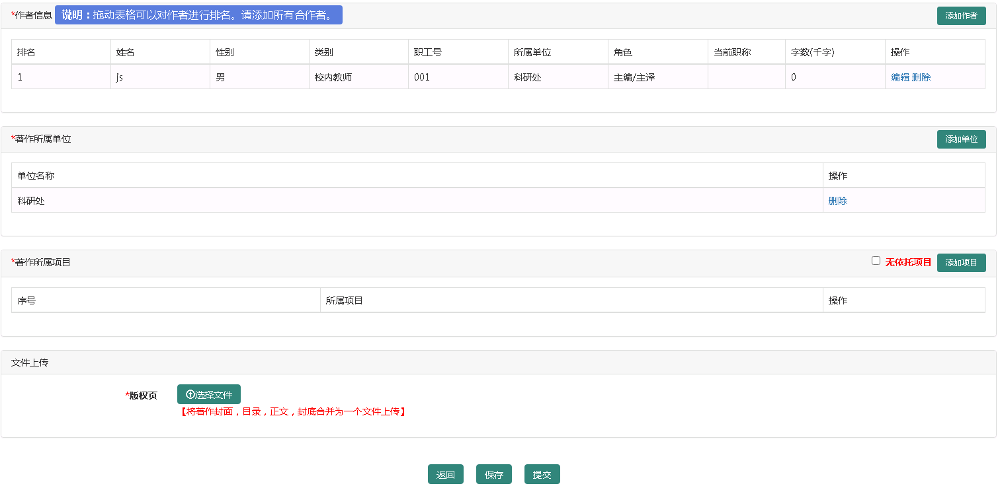 *作者信息 说明：拖动表格可以对作者进行排名。请添加所有合作者。 添加作者
排名 姓名 性别 类别 职工号 所属单位 角色 当前职称 字数(千字) 操作
1 js 男 校内教师 001 科研处 主编/主译 0 编辑 删除
*著作所属单位 添加单位
单位名称 操作
科研处 删除
*著作所属项目 无依托项目 添加项目
序号 所属项目 操作
文件上传
*版权页 选择文件
【将著作封面，目录，正文，封底合并为一个文件上传】
返回 保存 提交